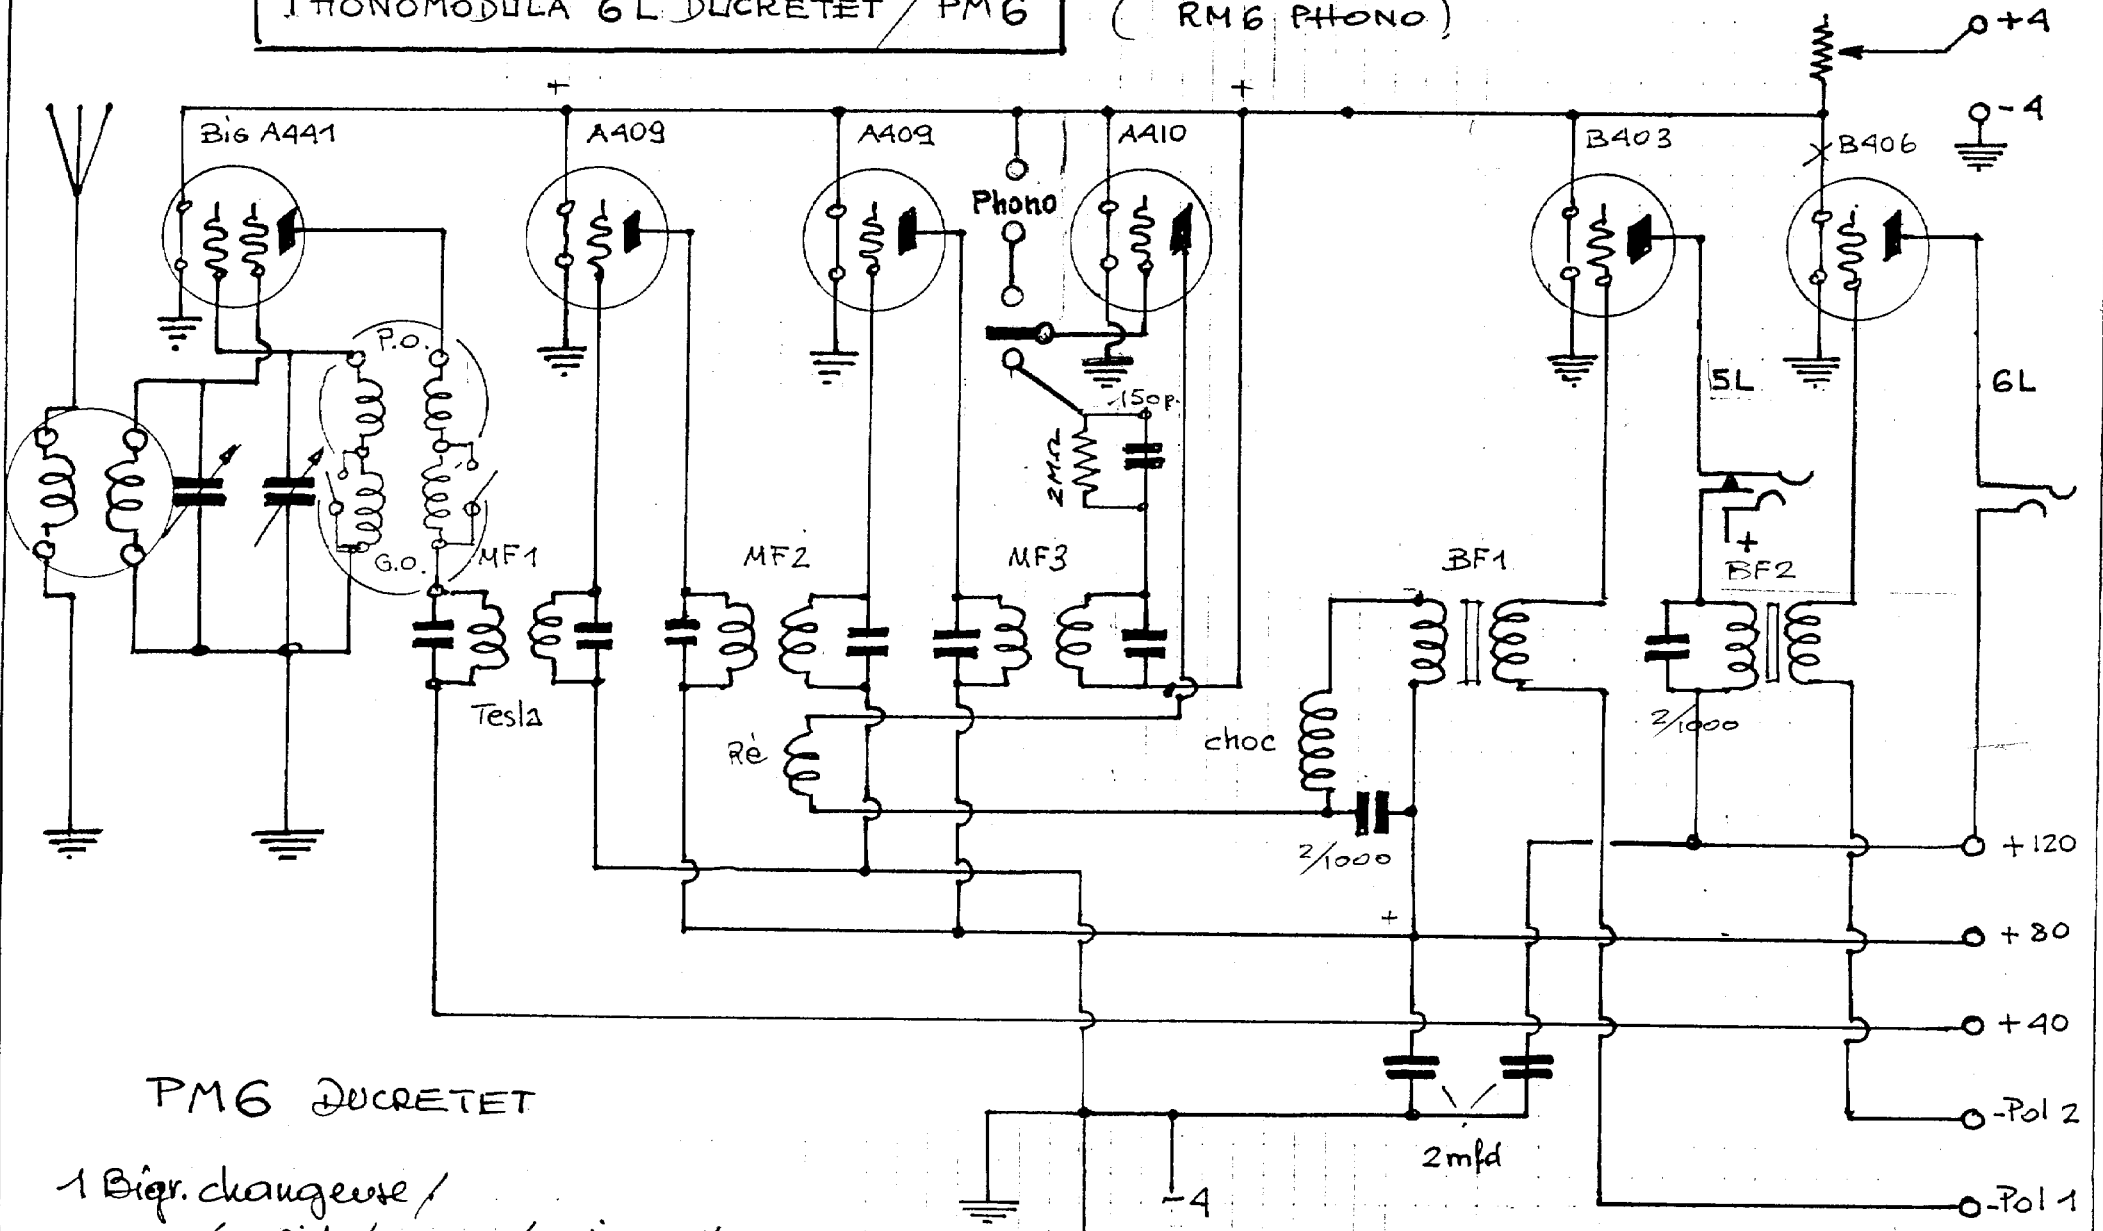 PHONOMODULA 6L DUCRETET / PM6 ( RM6 PHONO )
+4
-4
+
+
Big A441
A409
A409
A410
B403
B406
Phono
P.O.
G.O.
5L
6L
150p.
2MΩ
MF1
MF2
MF3
BF1
BF2
+
Tesla
Ré
choc
2/1000
2/1000
+120
+
+80
+40
2mfd
-4
-Pol 2
-Pol 1
PM6 DUCRETET
1 Bigr. changeuse /